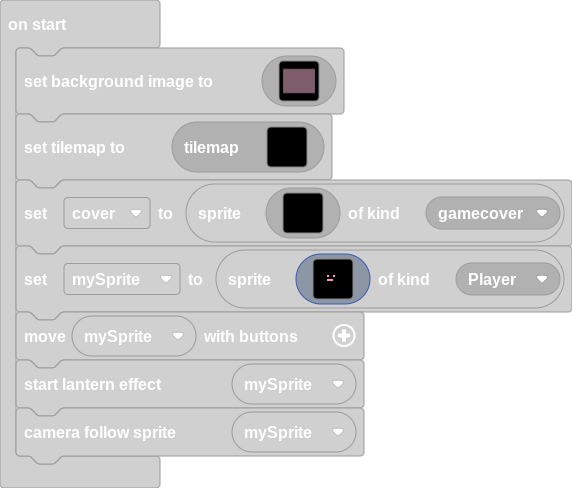 on start
set background image to
set tilemap to tilemap
set cover to sprite of kind gamecover
set mySprite to sprite of kind Player
move mySprite with buttons
start lantern effect mySprite
camera follow sprite mySprite